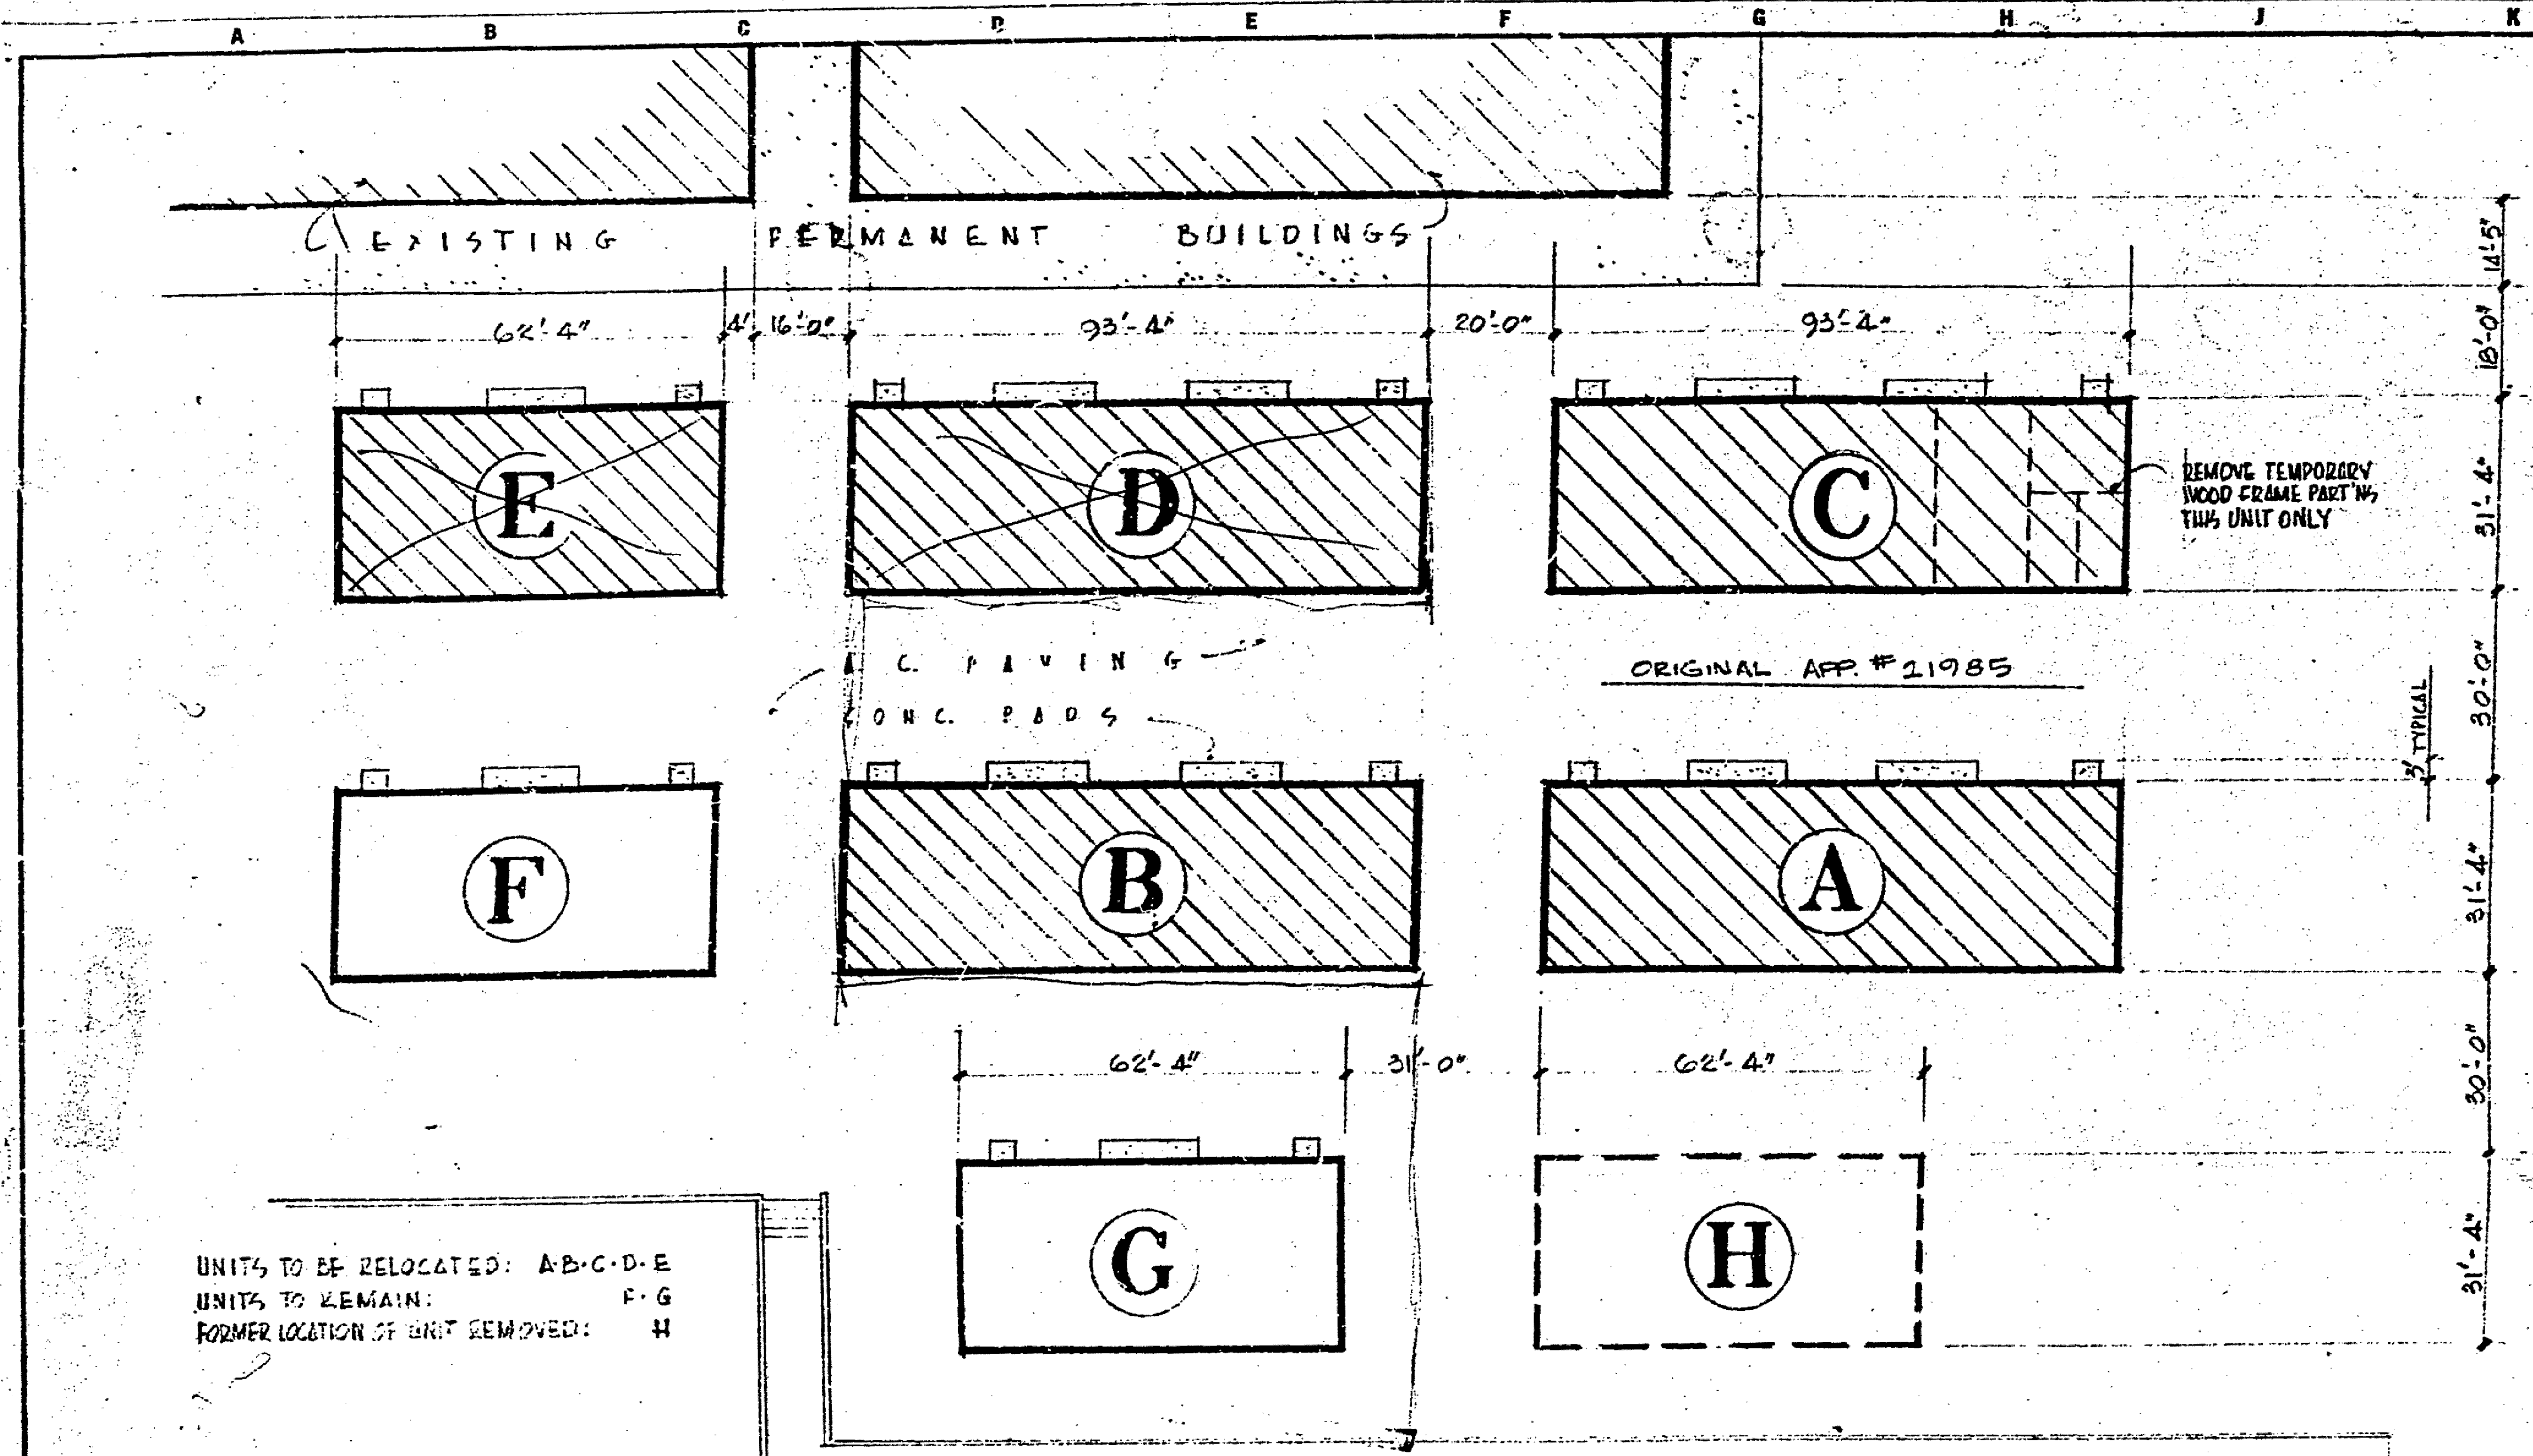 A B C D E F G H J K
EXISTING PERMANENT BUILDINGS
14'-5"
62'-4" 4' 16'-0" 93'-4" 20'-0" 93'-4"
18'-0"
E D C
REMOVE TEMPORARY
WOOD FRAME PART'NS
THIS UNIT ONLY
31'-4"
A.C. PAVING
ORIGINAL APP. # 21985
CONC. PADS
30'-0"
3' TYPICAL
F B A
31'-4"
62'-4" 31'-0" 62'-4"
30'-0"
G H
31'-4"
UNITS TO BE RELOCATED: A·B·C·D·E
UNITS TO REMAIN: F·G
FORMER LOCATION OF UNIT REMOVED: H